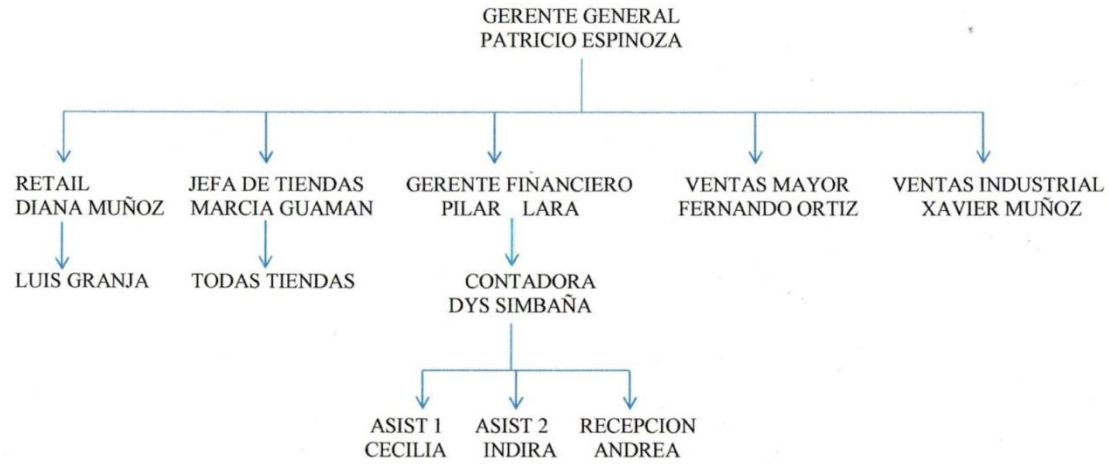 GERENTE GENERAL
PATRICIO ESPINOZA
RETAIL
DIANA MUÑOZ
JEFA DE TIENDAS
MARCIA GUAMAN
GERENTE FIÑANCIERO
PILAR LARA
VENTAS MAYOR
FERNANDO ORTIZ
VENTAS INDUSTRIAL
XAVIER MUÑOZ
LUIS GRANJA
TODAS TIENDAS
CONTADORA
DYS SIMBAÑA
ASIST 1
CECILIA
ASIST 2
INDIRA
RECEPCION
ANDREA